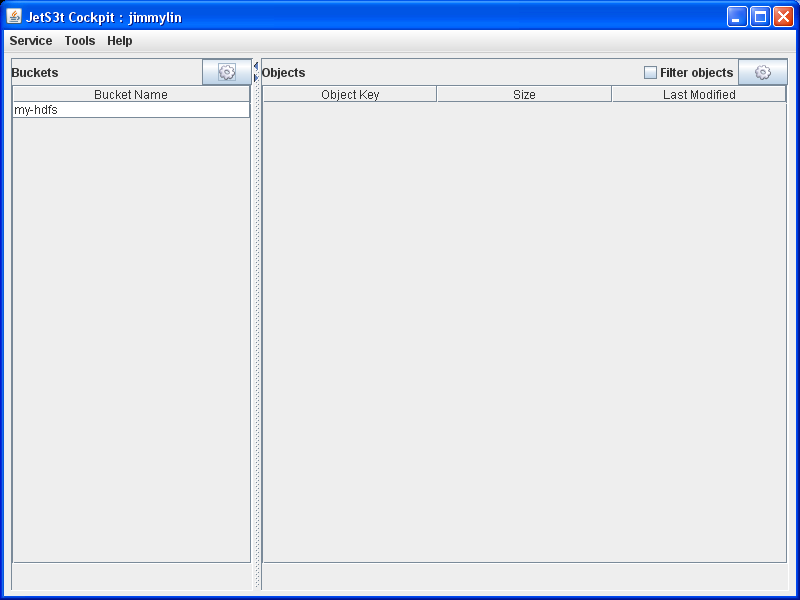 JetS3t Cockpit : jimmylin
Service Tools Help
Buckets
Objects
Filter objects
Bucket Name
Object Key
Size
Last Modified
my-hdfs